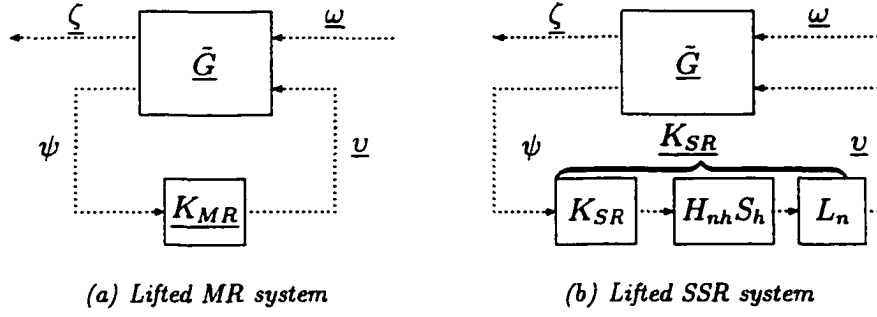 ζ ω ζ ω
G̃ G̃
ψ υ ψ K_SR υ
K_MR K_SR H_nh S_h L_n
(a) Lifted MR system (b) Lifted SSR system